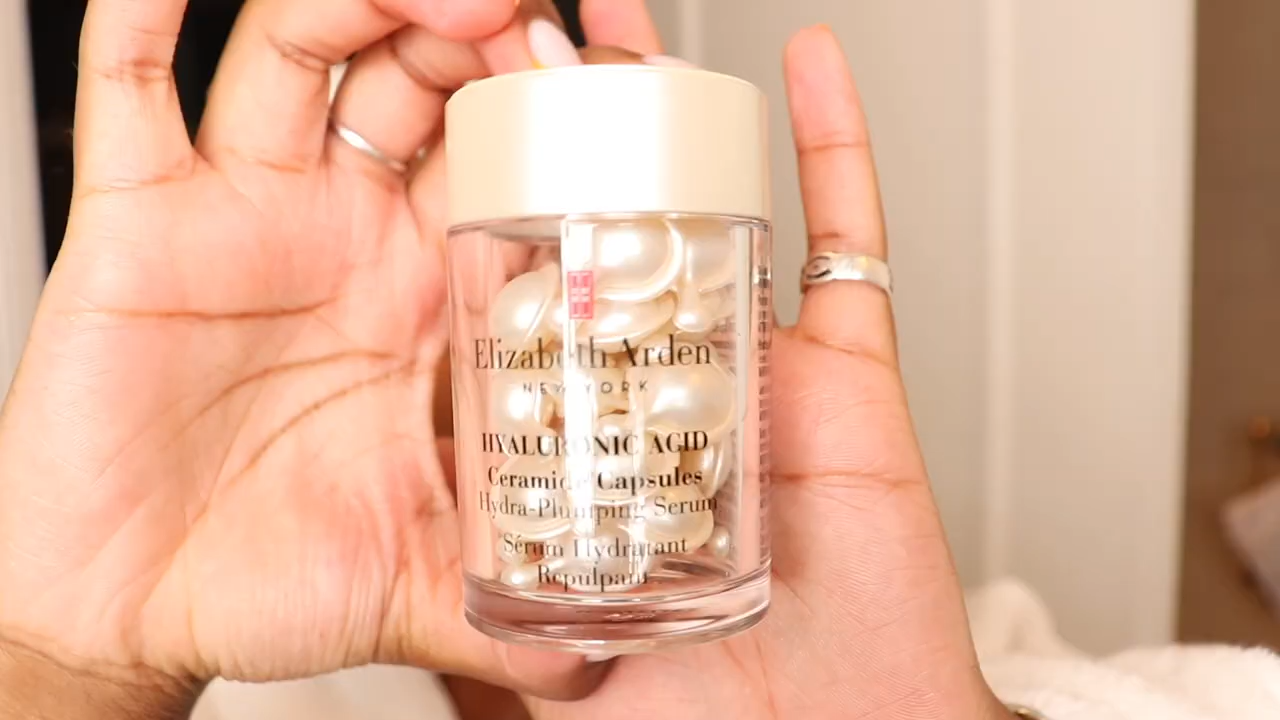 Elizabeth Arden
NEW YORK
HYALURONIC ACID
Ceramide Capsules
Hydra-Plumping Serum
Sérum Hydratant
Repulpant